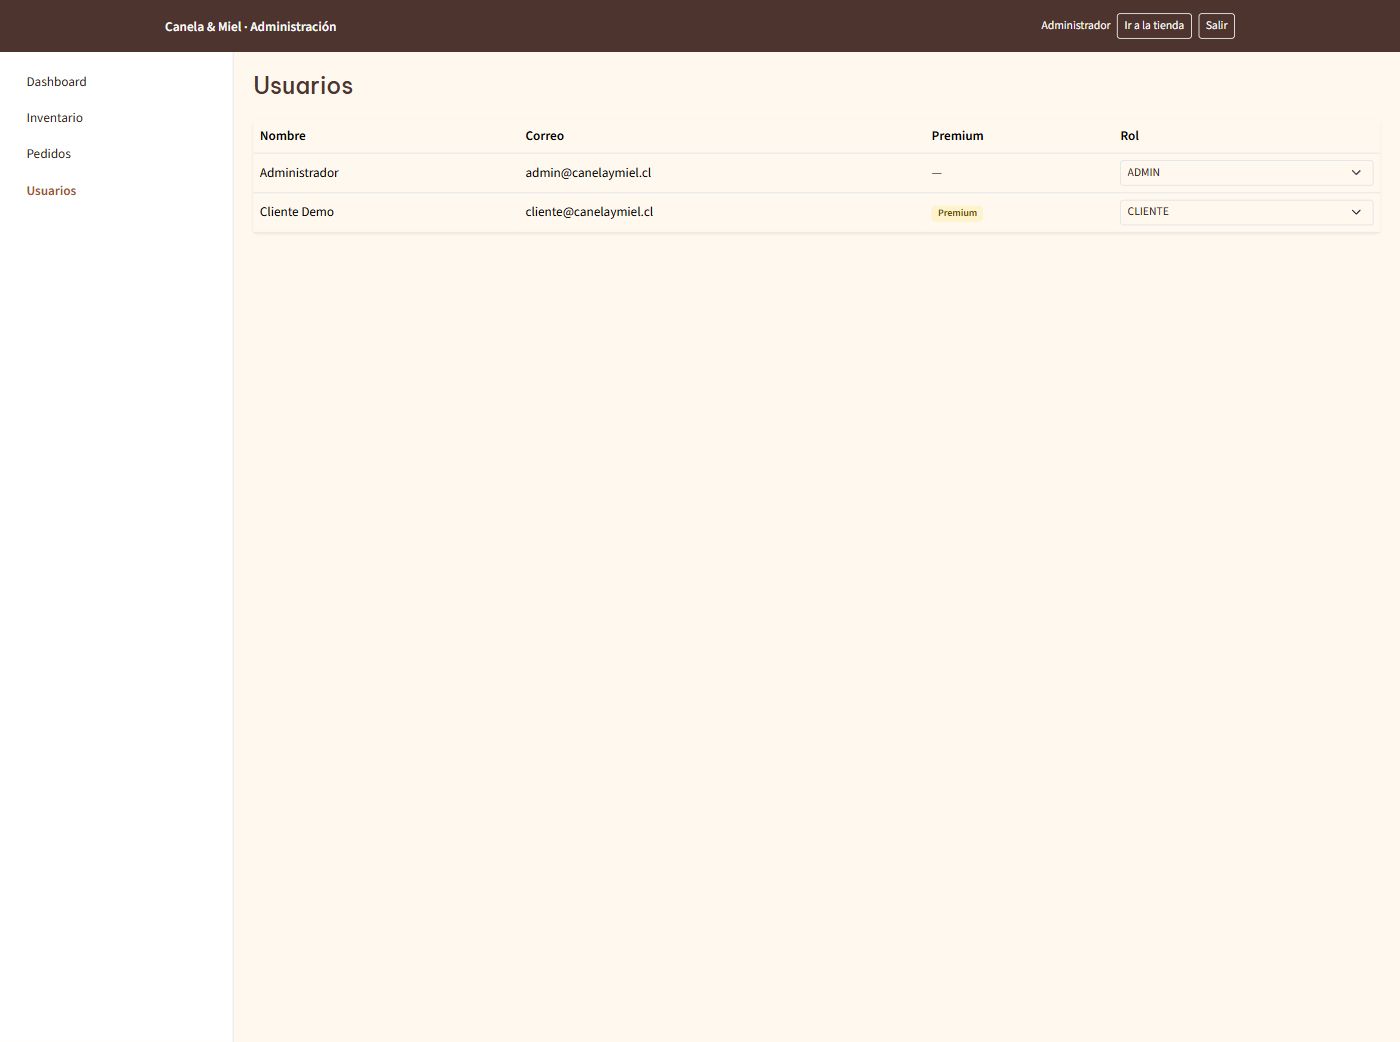 Canela & Miel · Administración
Administrador Ir a la tienda Salir
Dashboard
Inventario
Pedidos
Usuarios
Usuarios
Nombre Correo Premium Rol
Administrador admin@canelaymiel.cl — ADMIN
Cliente Demo cliente@canelaymiel.cl Premium CLIENTE